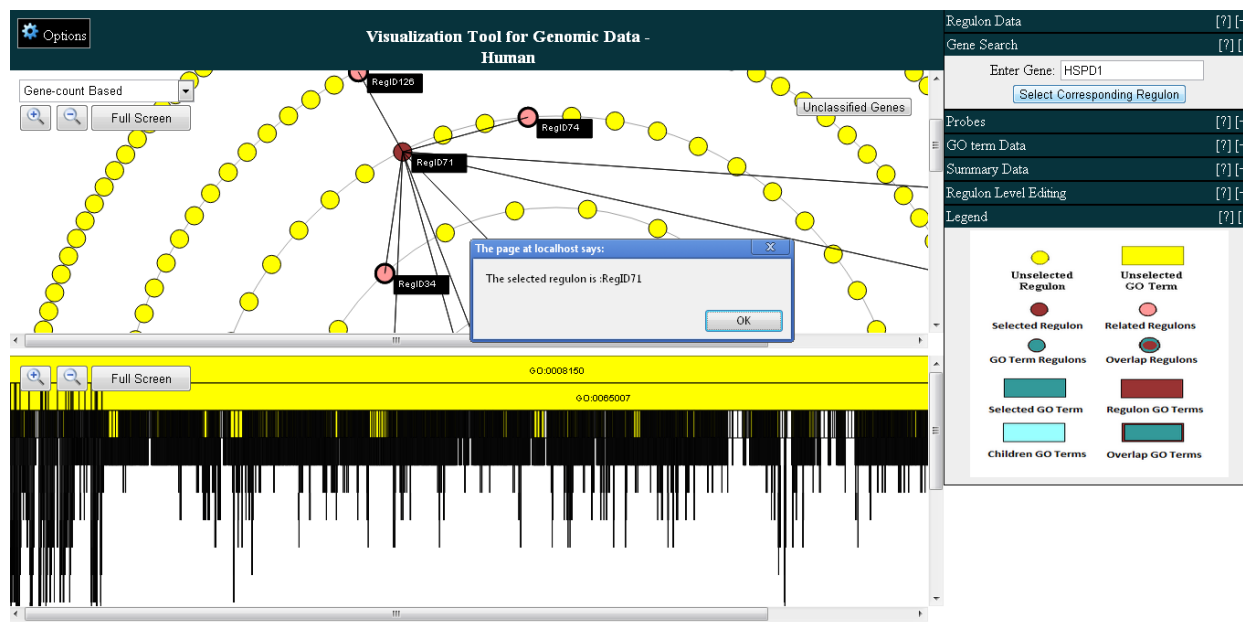 Options
Visualization Tool for Genomic Data -
Human
Gene-count Based
Full Screen
Unclassified Genes
RegID126
RegID74
RegID71
RegID34
The page at localhost says:
X
The selected regulon is :RegID71
OK
Full Screen
GO:0008150
GO:0065007
Regulon Data [?] [-
Gene Search [?] [
Enter Gene: HSPD1
Select Corresponding Regulon
Probes [?] [-
GO term Data [?] [-
Summary Data [?] [-
Regulon Level Editing [?] [-
Legend [?] [
Unselected Unselected
Regulon GO Term
Selected Regulon Related Regulons
GO Term Regulons Overlap Regulons
Selected GO Term Regulon GO Terms
Children GO Terms Overlap GO Terms